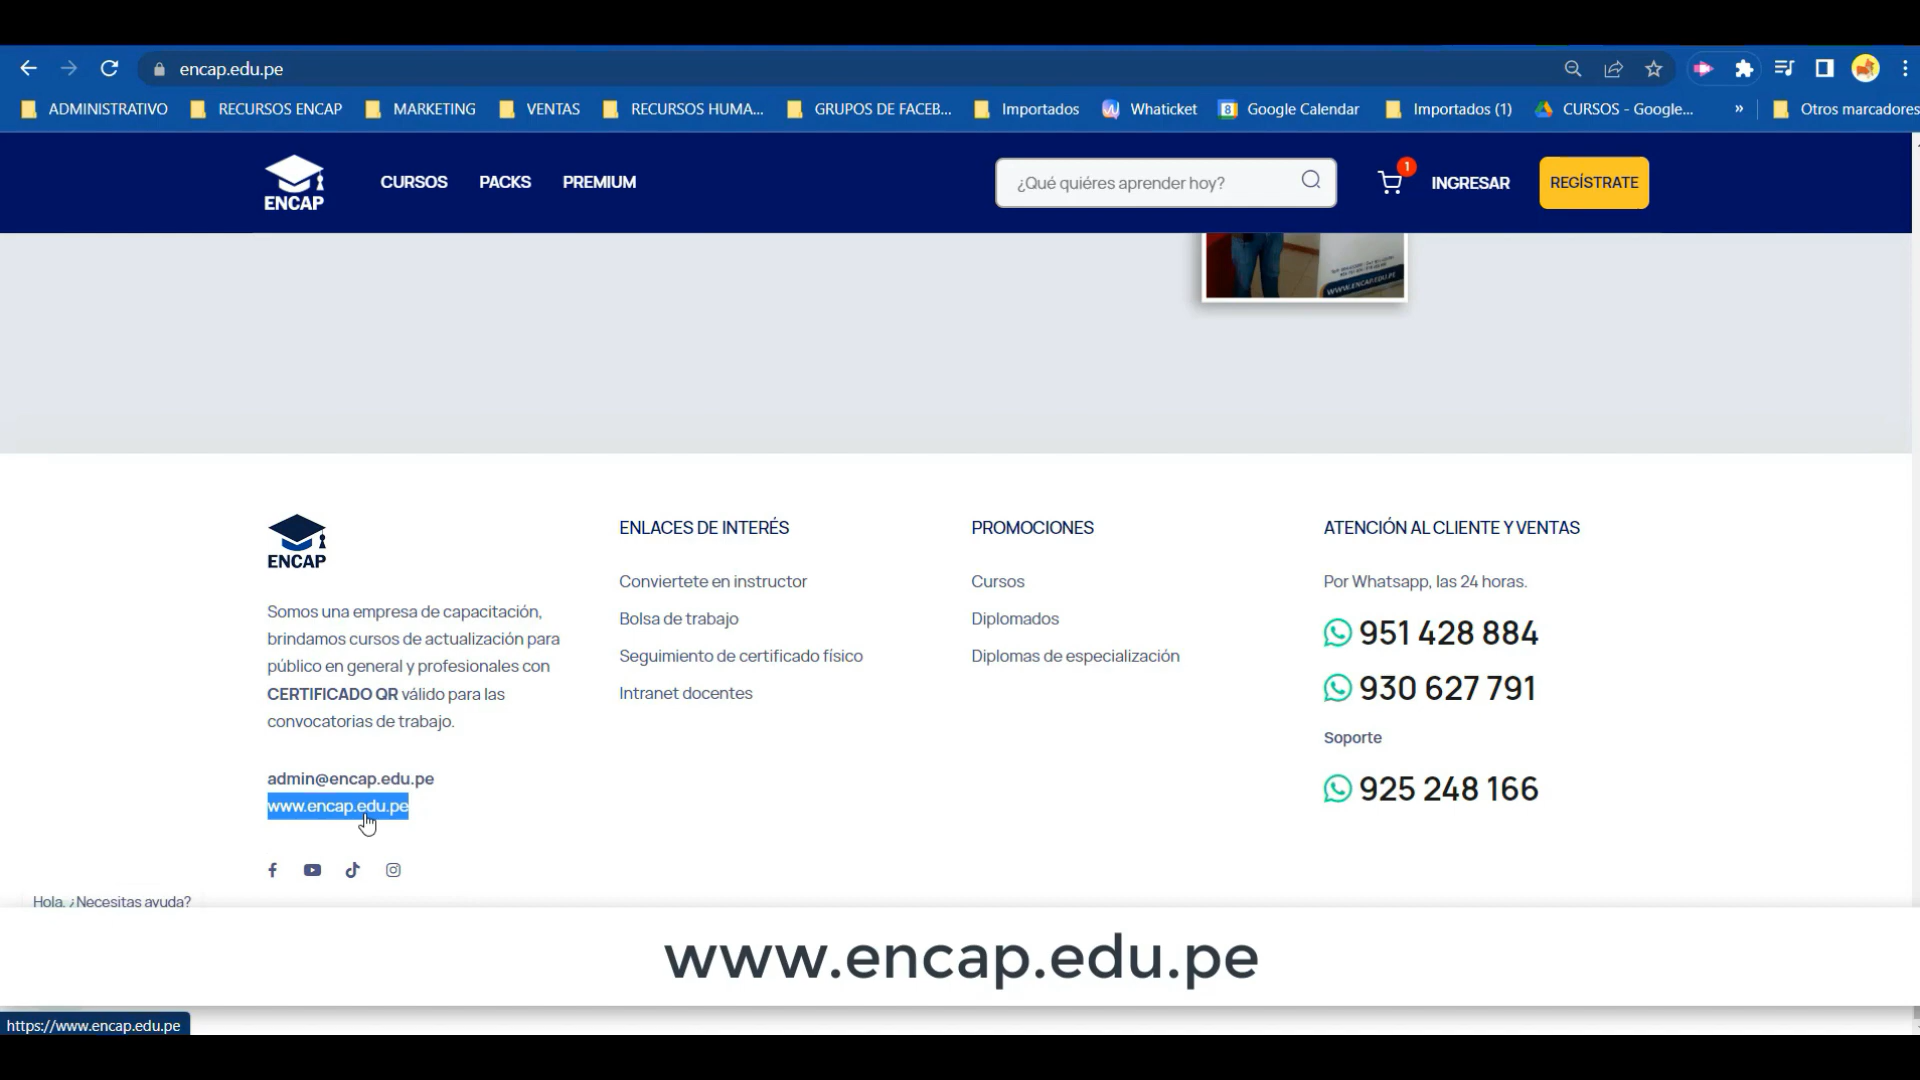 encap.edu.pe
ADMINISTRATIVO RECURSOS ENCAP MARKETING VENTAS RECURSOS HUMA... GRUPOS DE FACEB... Importados Whaticket 8 Google Calendar Importados (1) CURSOS - Google... » Otros marcadores
ENCAP CURSOS PACKS PREMIUM ¿Qué quiéres aprender hoy? 1 INGRESAR REGÍSTRATE
WWW.ENCAP.EDU.PE
ENCAP
Somos una empresa de capacitación,
brindamos cursos de actualización para
público en general y profesionales con
CERTIFICADO QR válido para las
convocatorias de trabajo.
admin@encap.edu.pe
www.encap.edu.pe
ENLACES DE INTERÉS
Conviertete en instructor
Bolsa de trabajo
Seguimiento de certificado físico
Intranet docentes
PROMOCIONES
Cursos
Diplomados
Diplomas de especialización
ATENCIÓN AL CLIENTE Y VENTAS
Por Whatsapp, las 24 horas.
951 428 884
930 627 791
Soporte
925 248 166
Hola. ¿Necesitas ayuda?
www.encap.edu.pe
https://www.encap.edu.pe